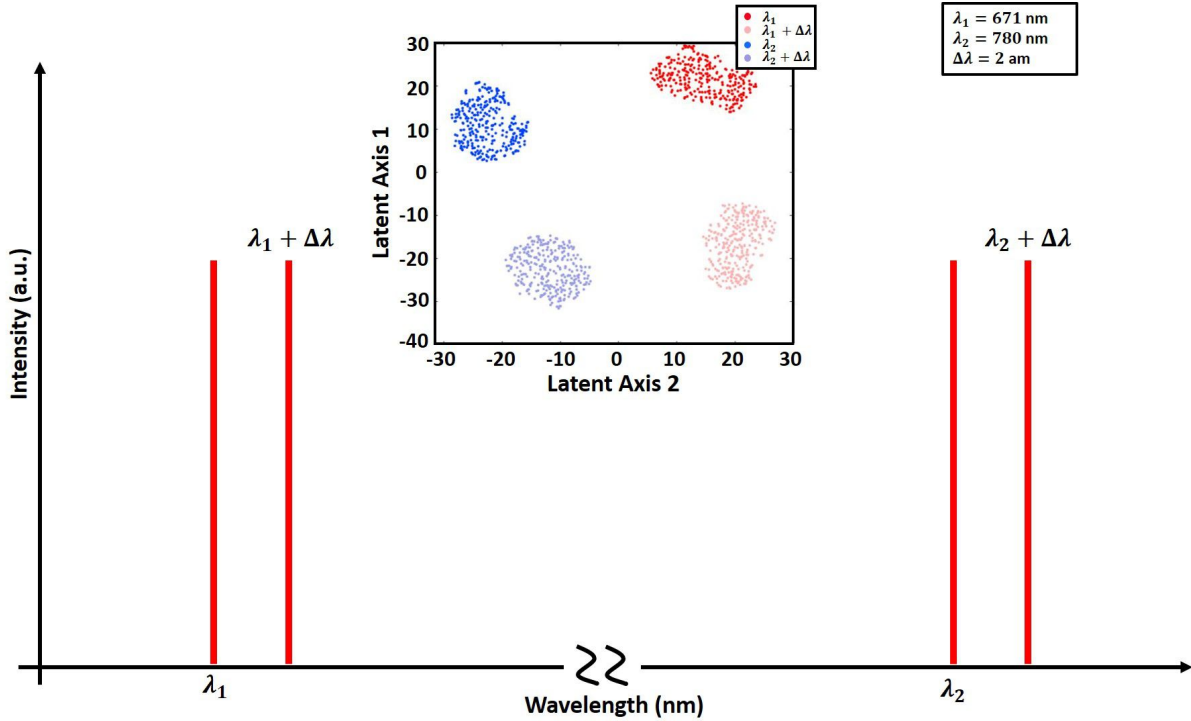 λ₁
λ₁ + Δλ
λ₂
λ₂ + Δλ
λ₁ = 671 nm
λ₂ = 780 nm
Δλ = 2 am
Intensity (a.u.)
Latent Axis 1
30
20
10
0
-10
-20
-30
-40
-30 -20 -10 0 10 20 30
Latent Axis 2
λ₁ + Δλ
λ₂ + Δλ
λ₁
λ₂
Wavelength (nm)